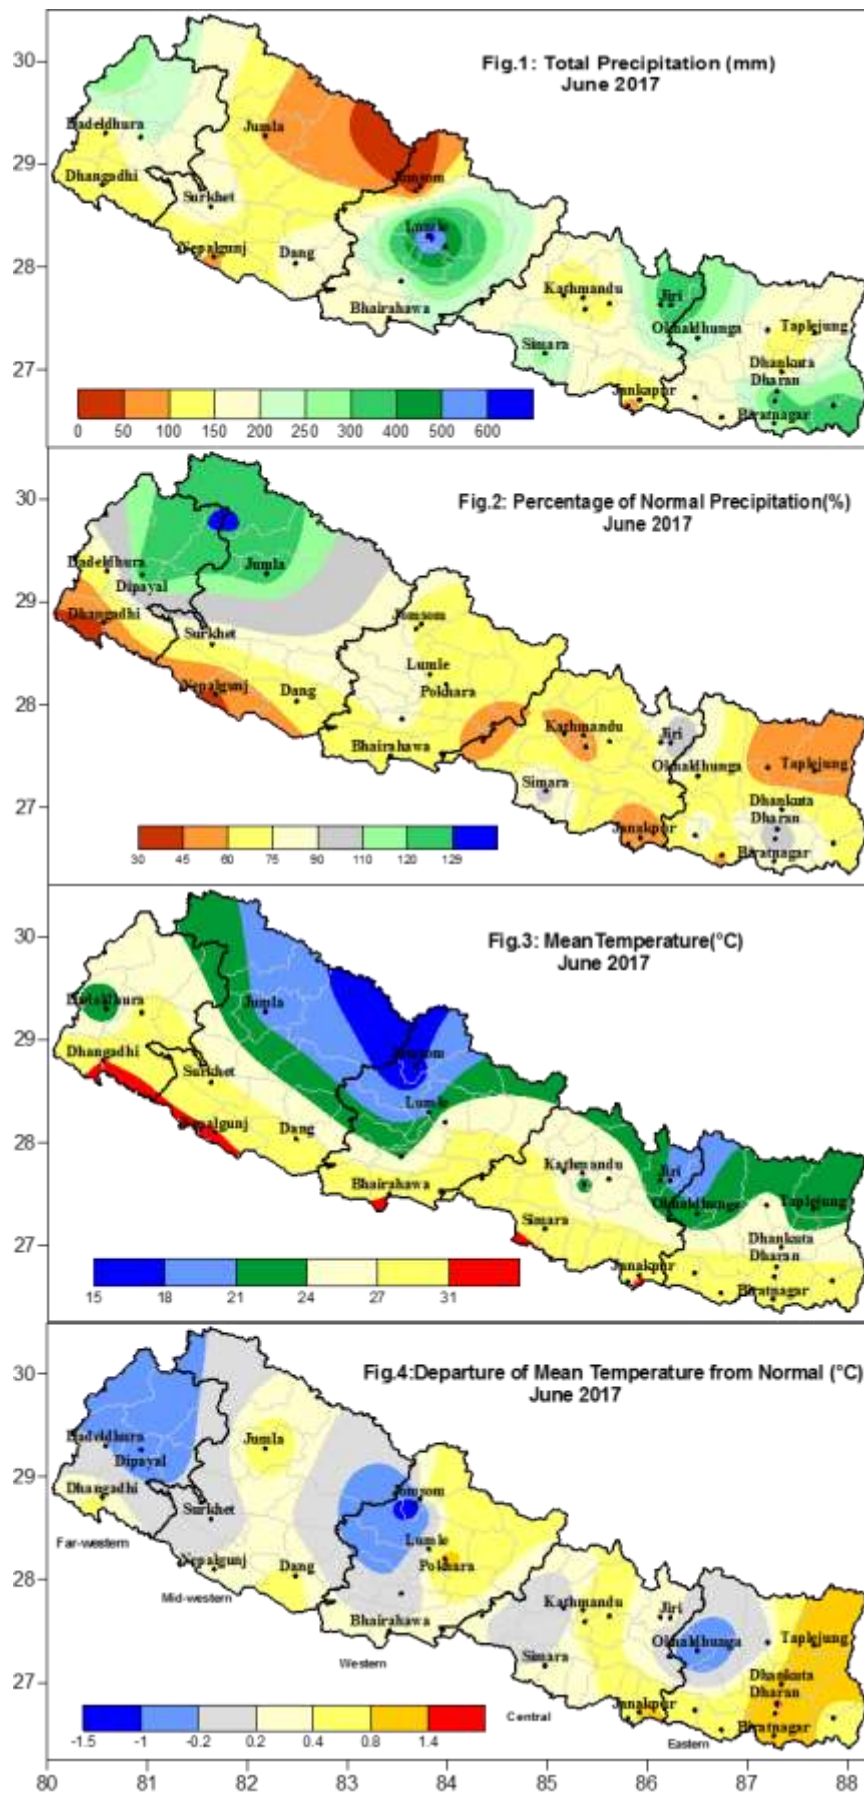 Fig.1: Total Precipitation (mm)
June 2017
30
29
28
27
Dadeldhura
Jumla
Dhangadhi
Surkhet
Jomsom
Nepalgunj
Dang
Lumle
Bhairahawa
Kathmandu
Jiri
Simara
Okhaldhunga
Taplejung
Dhankuta
Dharan
Jankapur
Biratnagar
0 50 100 150 200 250 300 400 500 600
Fig.2: Percentage of Normal Precipitation(%)
June 2017
30
29
28
27
Dadeldhura
Dipayal
Jumla
Dhangadhi
Surkhet
Jomsom
Nepalgunj
Dang
Lumle
Pokhara
Bhairahawa
Kathmandu
Jiri
Simara
Okhaldhunga
Taplejung
Dhankuta
Dharan
Janakpur
Biratnagar
30 45 60 75 90 110 120 129
Fig.3: Mean Temperature(°C)
June 2017
30
29
28
27
Dadeldhura
Jumla
Dhangadhi
Surkhet
Jomsom
Nepalgunj
Dang
Lumle
Bhairahawa
Kathmandu
Jiri
Simara
Okhaldhunga
Taplejung
Dhankuta
Dharan
Janakpur
Biratnagar
15 18 21 24 27 31
Fig.4:Departure of Mean Temperature from Normal (°C)
June 2017
30
29
28
27
Dadeldhura
Dipayal
Jumla
Dhangadhi
Surkhet
Jomsom
Far-western
Nepalgunj
Dang
Lumle
Pokhara
Mid-western
Bhairahawa
Kathmandu
Jiri
Western
Simara
Okhaldhunga
Taplejung
Dhankuta
Dharan
Central
Janakpur
Biratnagar
Eastern
-1.5 -1 -0.2 0.2 0.4 0.8 1.4
80 81 82 83 84 85 86 87 88